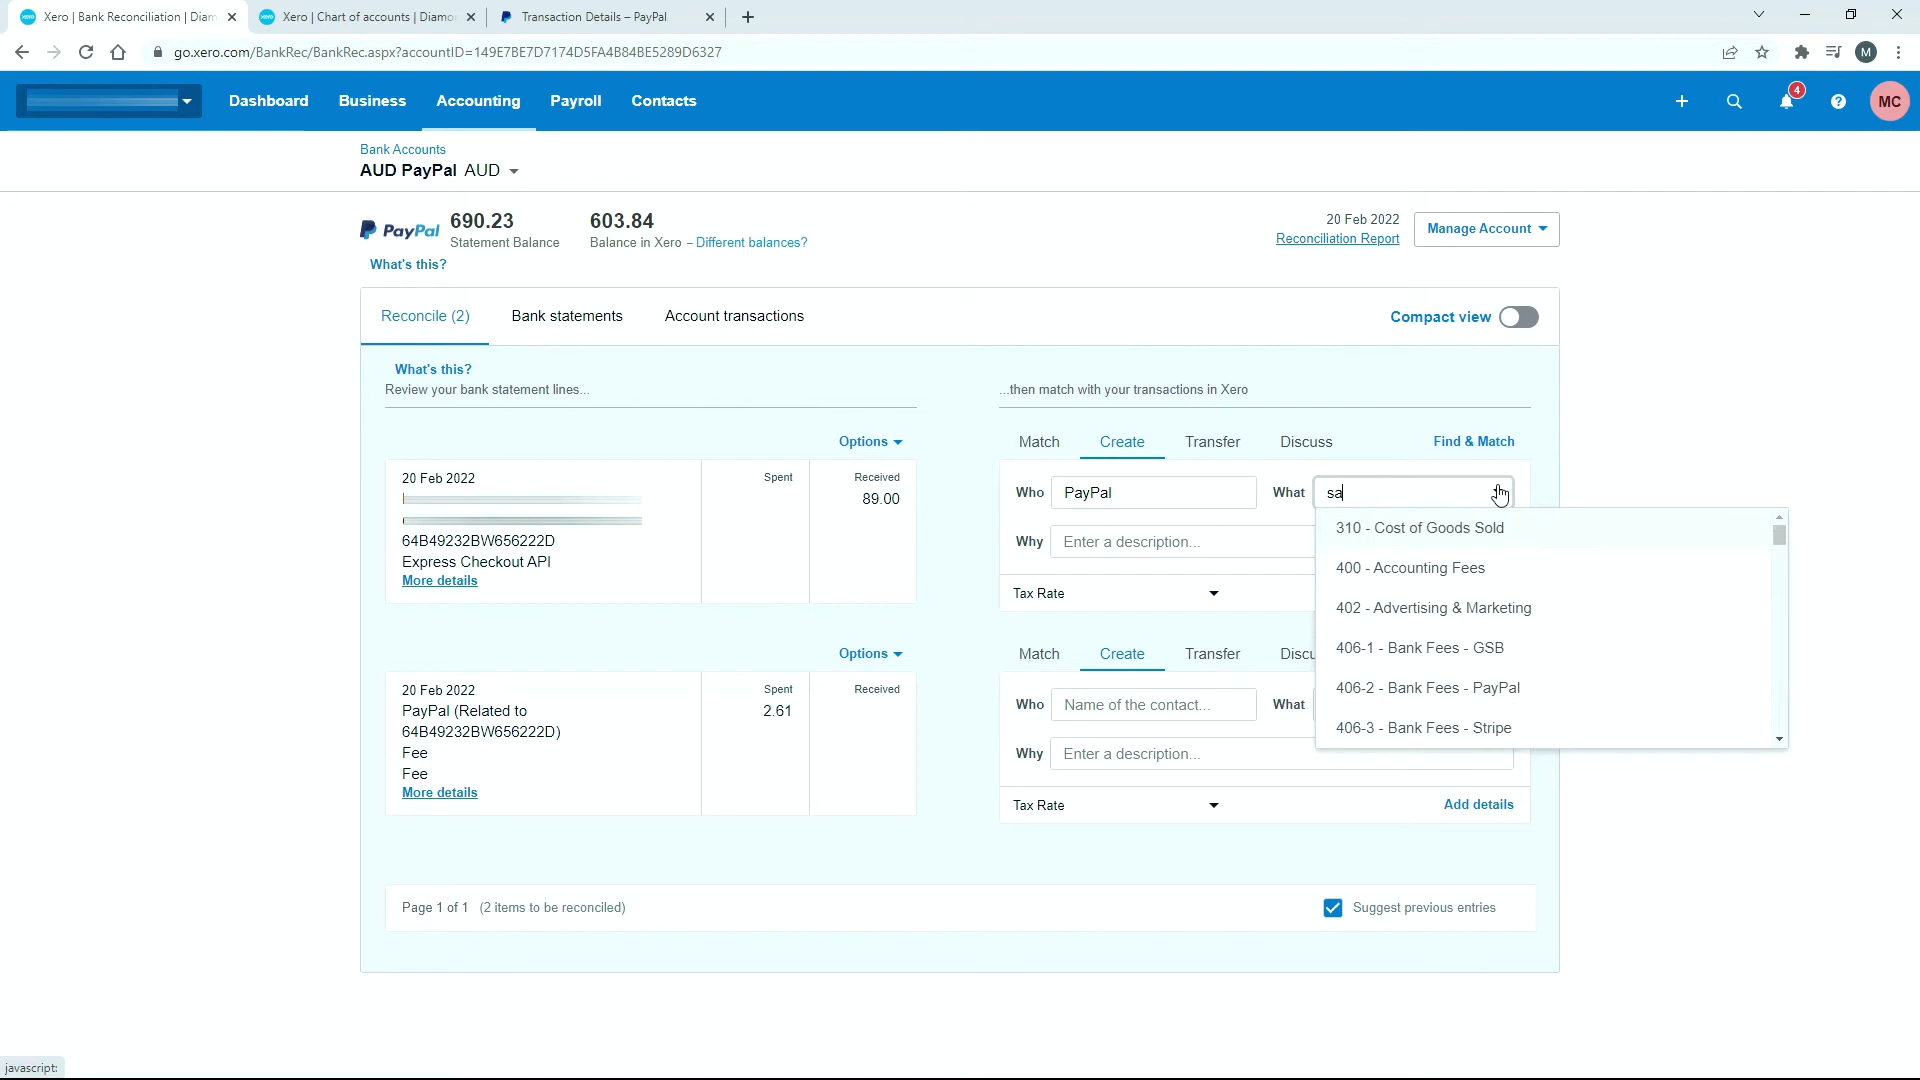 Xero | Bank Reconciliation | Diam
Xero | Chart of accounts | Diamo
Transaction Details – PayPal
go.xero.com/BankRec/BankRec.aspx?accountID=149E7BE7D7174D5FA4B84BE5289D6327
M
Dashboard Business Accounting Payroll Contacts
4
MC
Bank Accounts
AUD PayPal AUD
PayPal 690.23 603.84
Statement Balance Balance in Xero - Different balances?
20 Feb 2022
Reconciliation Report
Manage Account
What's this?
Reconcile (2) Bank statements Account transactions Compact view
What's this?
Review your bank statement lines... ...then match with your transactions in Xero
Options
Match Create Transfer Discuss Find & Match
20 Feb 2022 Spent Received
89.00
64B49232BW656222D
Express Checkout API
More details
Who PayPal What sa
Why Enter a description...
Tax Rate
310 - Cost of Goods Sold
400 - Accounting Fees
402 - Advertising & Marketing
406-1 - Bank Fees - GSB
406-2 - Bank Fees - PayPal
406-3 - Bank Fees - Stripe
Options
Match Create Transfer Discu
20 Feb 2022 Spent Received
PayPal (Related to 2.61
64B49232BW656222D)
Fee
Fee
More details
Who Name of the contact... What
Why Enter a description...
Tax Rate Add details
Page 1 of 1 (2 items to be reconciled) Suggest previous entries
javascript: